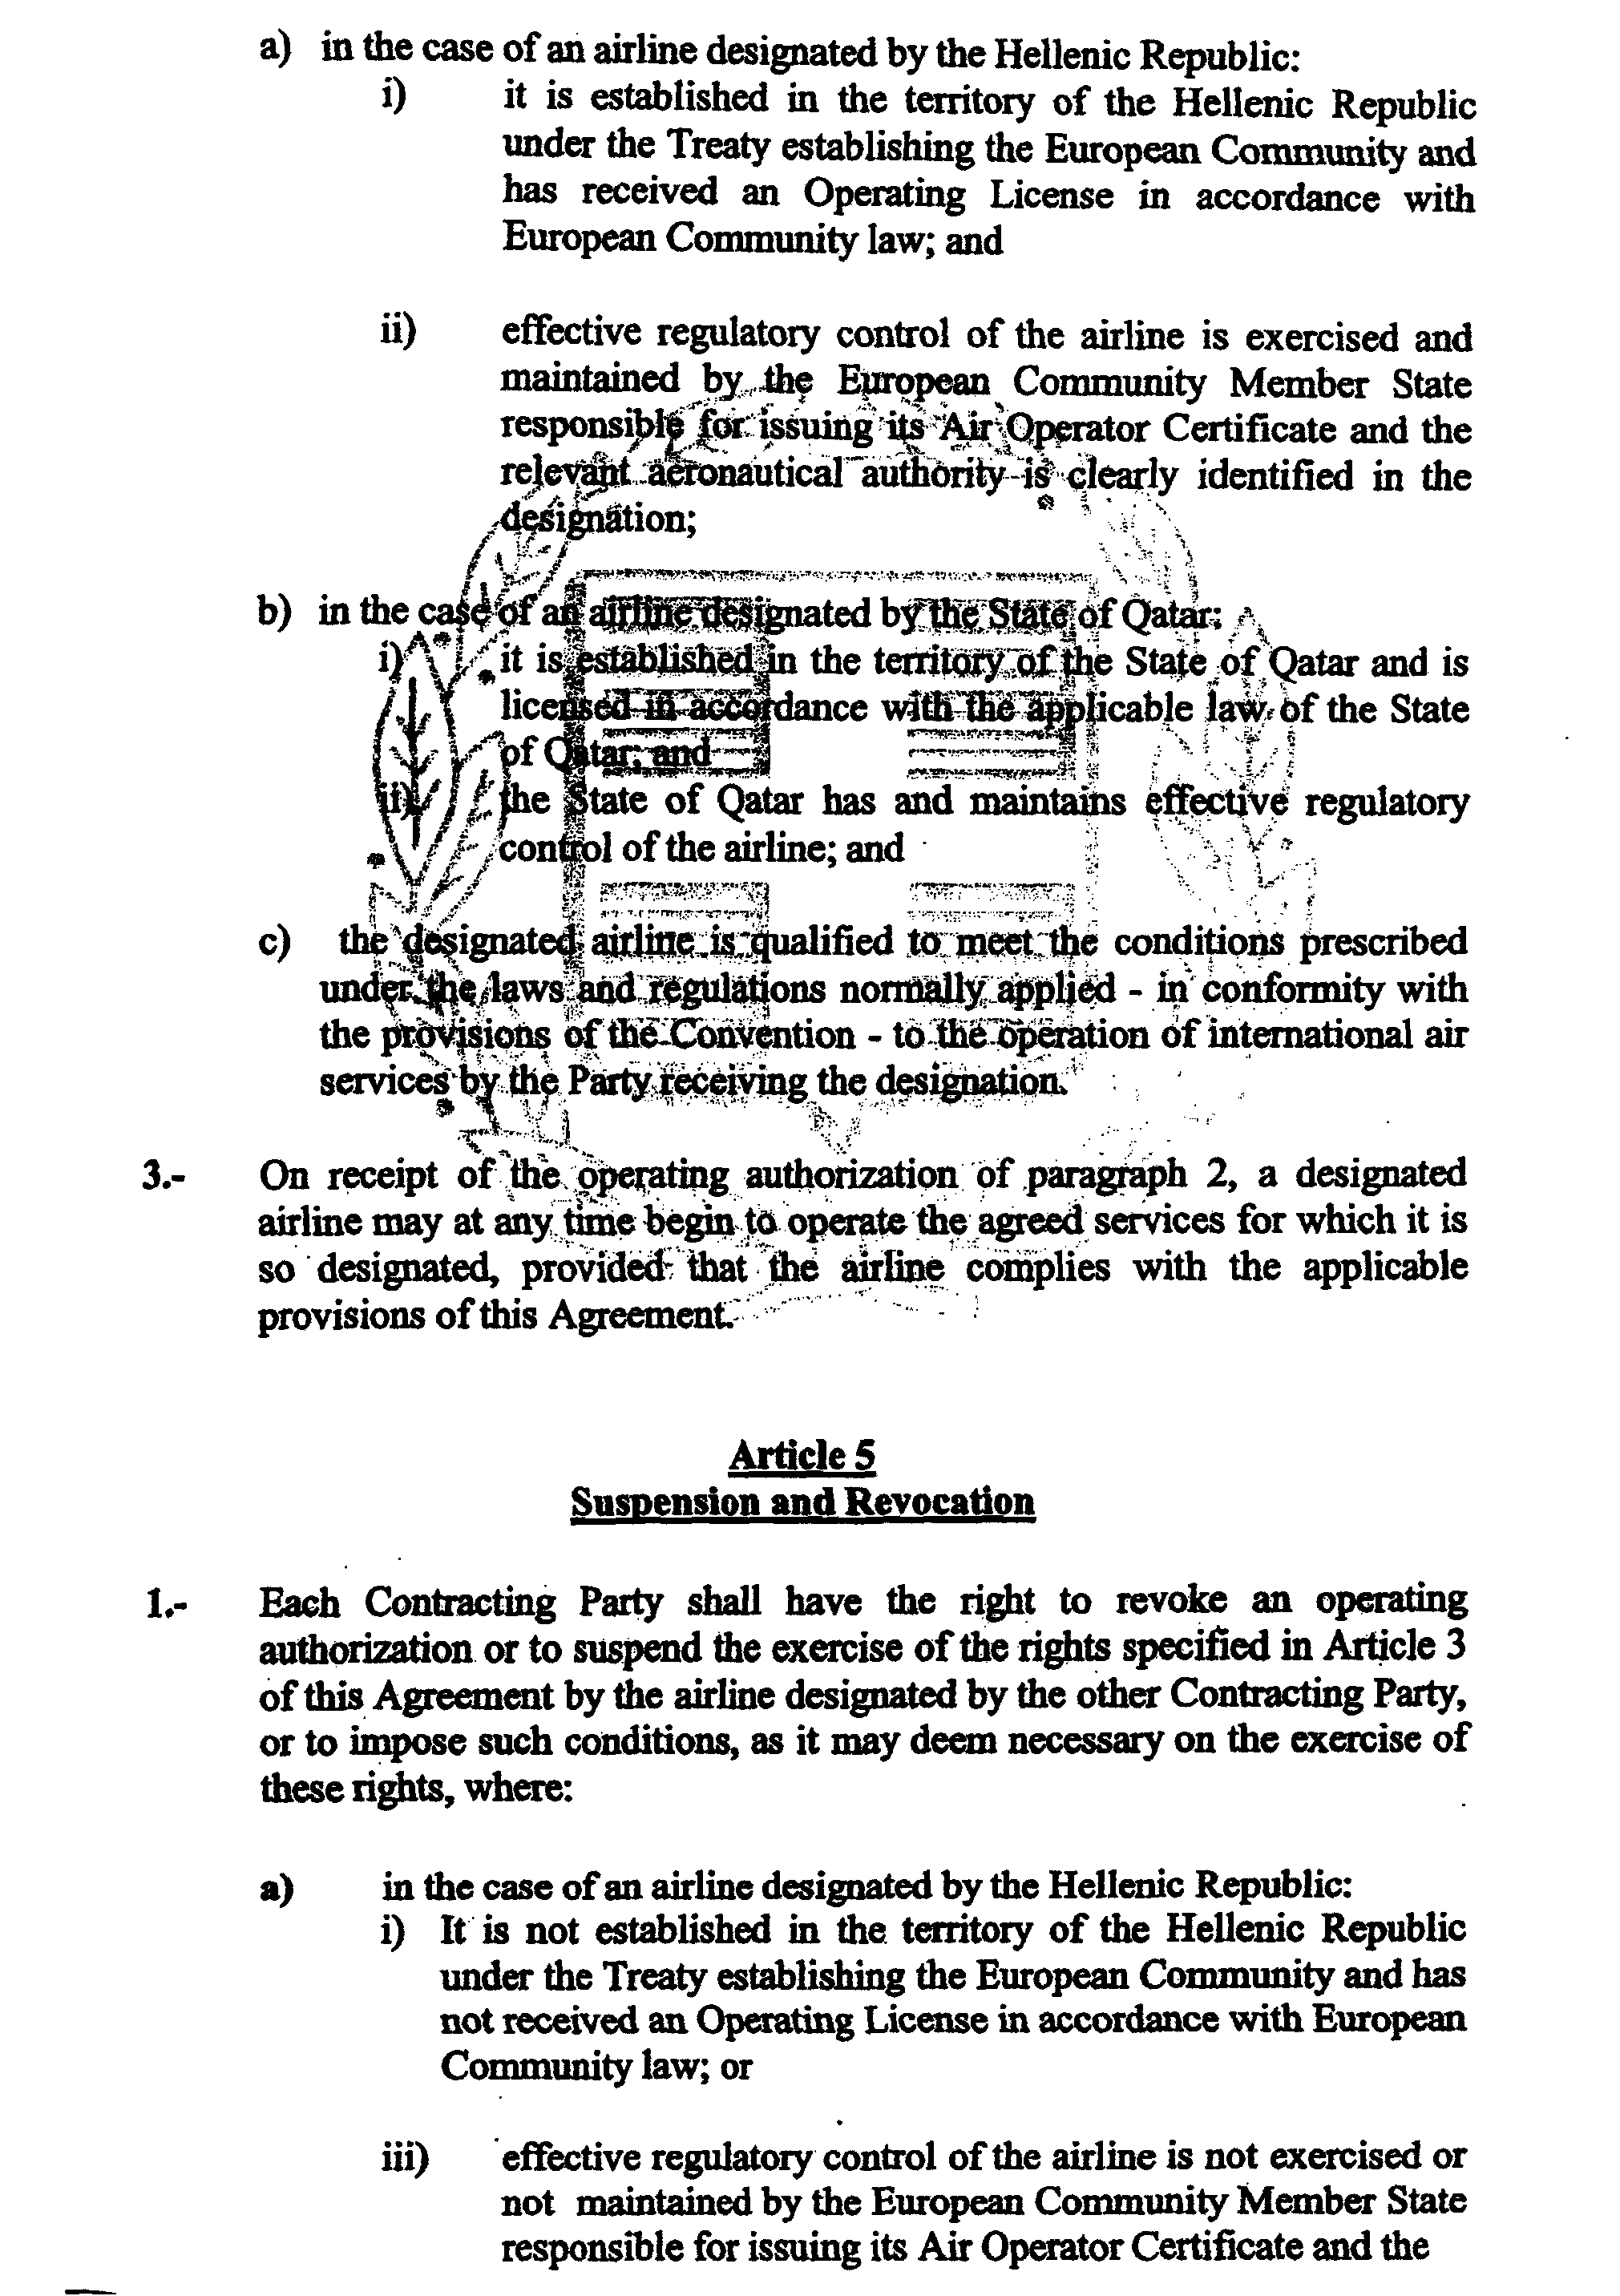 a) in the case of an airline designated by the Hellenic Republic:
i) it is established in the territory of the Hellenic Republic
under the Treaty establishing the European Community and
has received an Operating License in accordance with
European Community law; and
ii) effective regulatory control of the airline is exercised and
maintained by the European Community Member State
responsible for issuing its Air Operator Certificate and the
relevant aeronautical authority is clearly identified in the
designation;
b) in the case of an airline designated by the State of Qatar:
i) it is established in the territory of the State of Qatar and is
licensed in accordance with the applicable law of the State
of Qatar; and
ii) the State of Qatar has and maintains effective regulatory
control of the airline; and
c) the designated airline is qualified to meet the conditions prescribed
under the laws and regulations normally applied - in conformity with
the provisions of the Convention - to the operation of international air
services by the Party receiving the designation.
3.- On receipt of the operating authorization of paragraph 2, a designated
airline may at any time begin to operate the agreed services for which it is
so designated, provided that the airline complies with the applicable
provisions of this Agreement.
Article 5
Suspension and Revocation
1.- Each Contracting Party shall have the right to revoke an operating
authorization or to suspend the exercise of the rights specified in Article 3
of this Agreement by the airline designated by the other Contracting Party,
or to impose such conditions, as it may deem necessary on the exercise of
these rights, where:
a) in the case of an airline designated by the Hellenic Republic:
i) It is not established in the territory of the Hellenic Republic
under the Treaty establishing the European Community and has
not received an Operating License in accordance with European
Community law; or
iii) effective regulatory control of the airline is not exercised or
not maintained by the European Community Member State
responsible for issuing its Air Operator Certificate and the